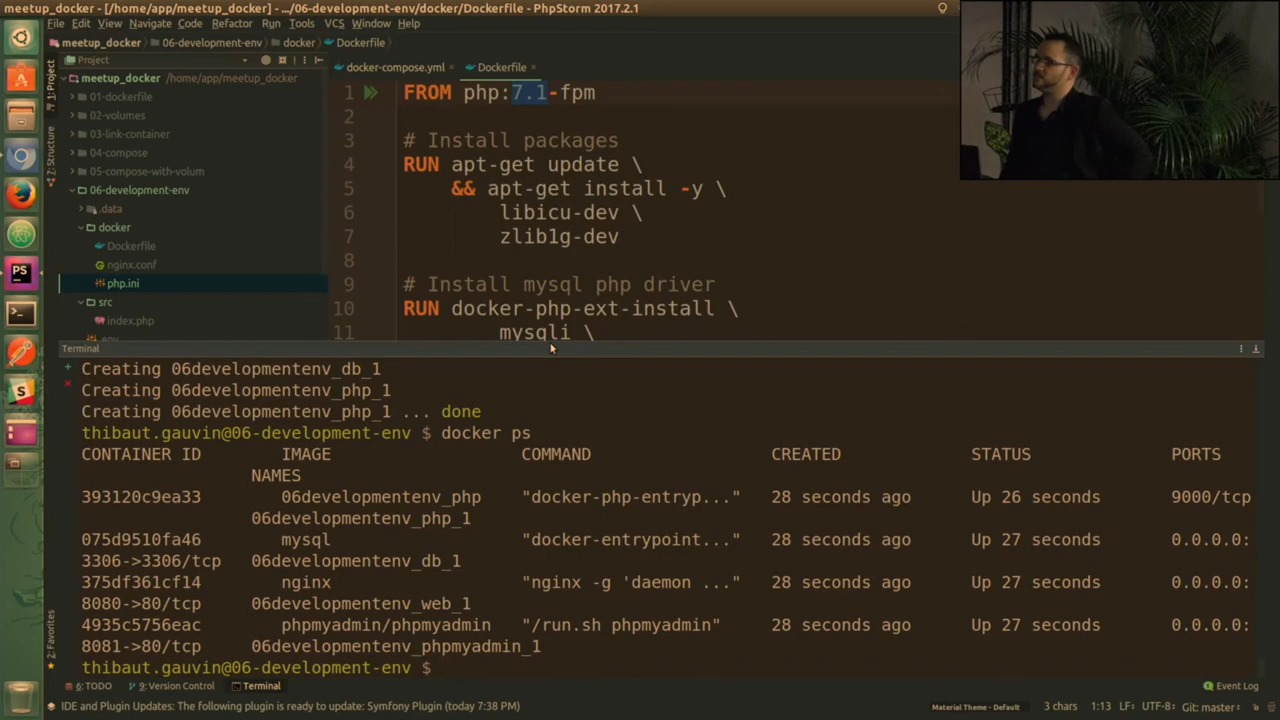 meetup_docker (/home/app/meetup_docker) - .../06-development-env/docker/Dockerfile - PhpStorm 2017.2.1
File Edit View Navigate Code Refactor Run Tools VCS Window Help
meetup_docker 06-development-env docker Dockerfile
Project
docker-compose.yml × Dockerfile ×
1: Project
meetup_docker /home/app/meetup_docker
01-dockerfile
02-volumes
03-link-container
04-compose
05-compose-with-volum
06-development-env
.data
docker
Dockerfile
nginx.conf
php.ini
src
index.php
.env
7: Structure
1 FROM php:7.1-fpm
2
3 # Install packages
4 RUN apt-get update \
5 && apt-get install -y \
6 libicu-dev \
7 zlib1g-dev
8
9 # Install mysql php driver
10 RUN docker-php-ext-install \
11 mysqli \
PS
Terminal
Creating 06developmentenv_db_1
Creating 06developmentenv_php_1
Creating 06developmentenv_php_1 ... done
thibaut.gauvin@06-development-env $ docker ps
CONTAINER ID IMAGE COMMAND CREATED STATUS PORTS
NAMES
393120c9ea33 06developmentenv_php "docker-php-entryp..." 28 seconds ago Up 26 seconds 9000/tcp
06developmentenv_php_1
075d9510fa46 mysql "docker-entrypoint..." 28 seconds ago Up 27 seconds 0.0.0.0:
3306->3306/tcp 06developmentenv_db_1
375df361cf14 nginx "nginx -g 'daemon ..." 28 seconds ago Up 27 seconds 0.0.0.0:
8080->80/tcp 06developmentenv_web_1
4935c5756eac phpmyadmin/phpmyadmin "/run.sh phpmyadmin" 28 seconds ago Up 27 seconds 0.0.0.0:
8081->80/tcp 06developmentenv_phpmyadmin_1
thibaut.gauvin@06-development-env $
2: Favorites
6: TODO 9: Version Control Terminal Event Log
IDE and Plugin Updates: The following plugin is ready to update: Symfony Plugin (today 7:38 PM) Material Theme - Default 3 chars 1:13 LF÷ UTF-8÷ Git: master÷